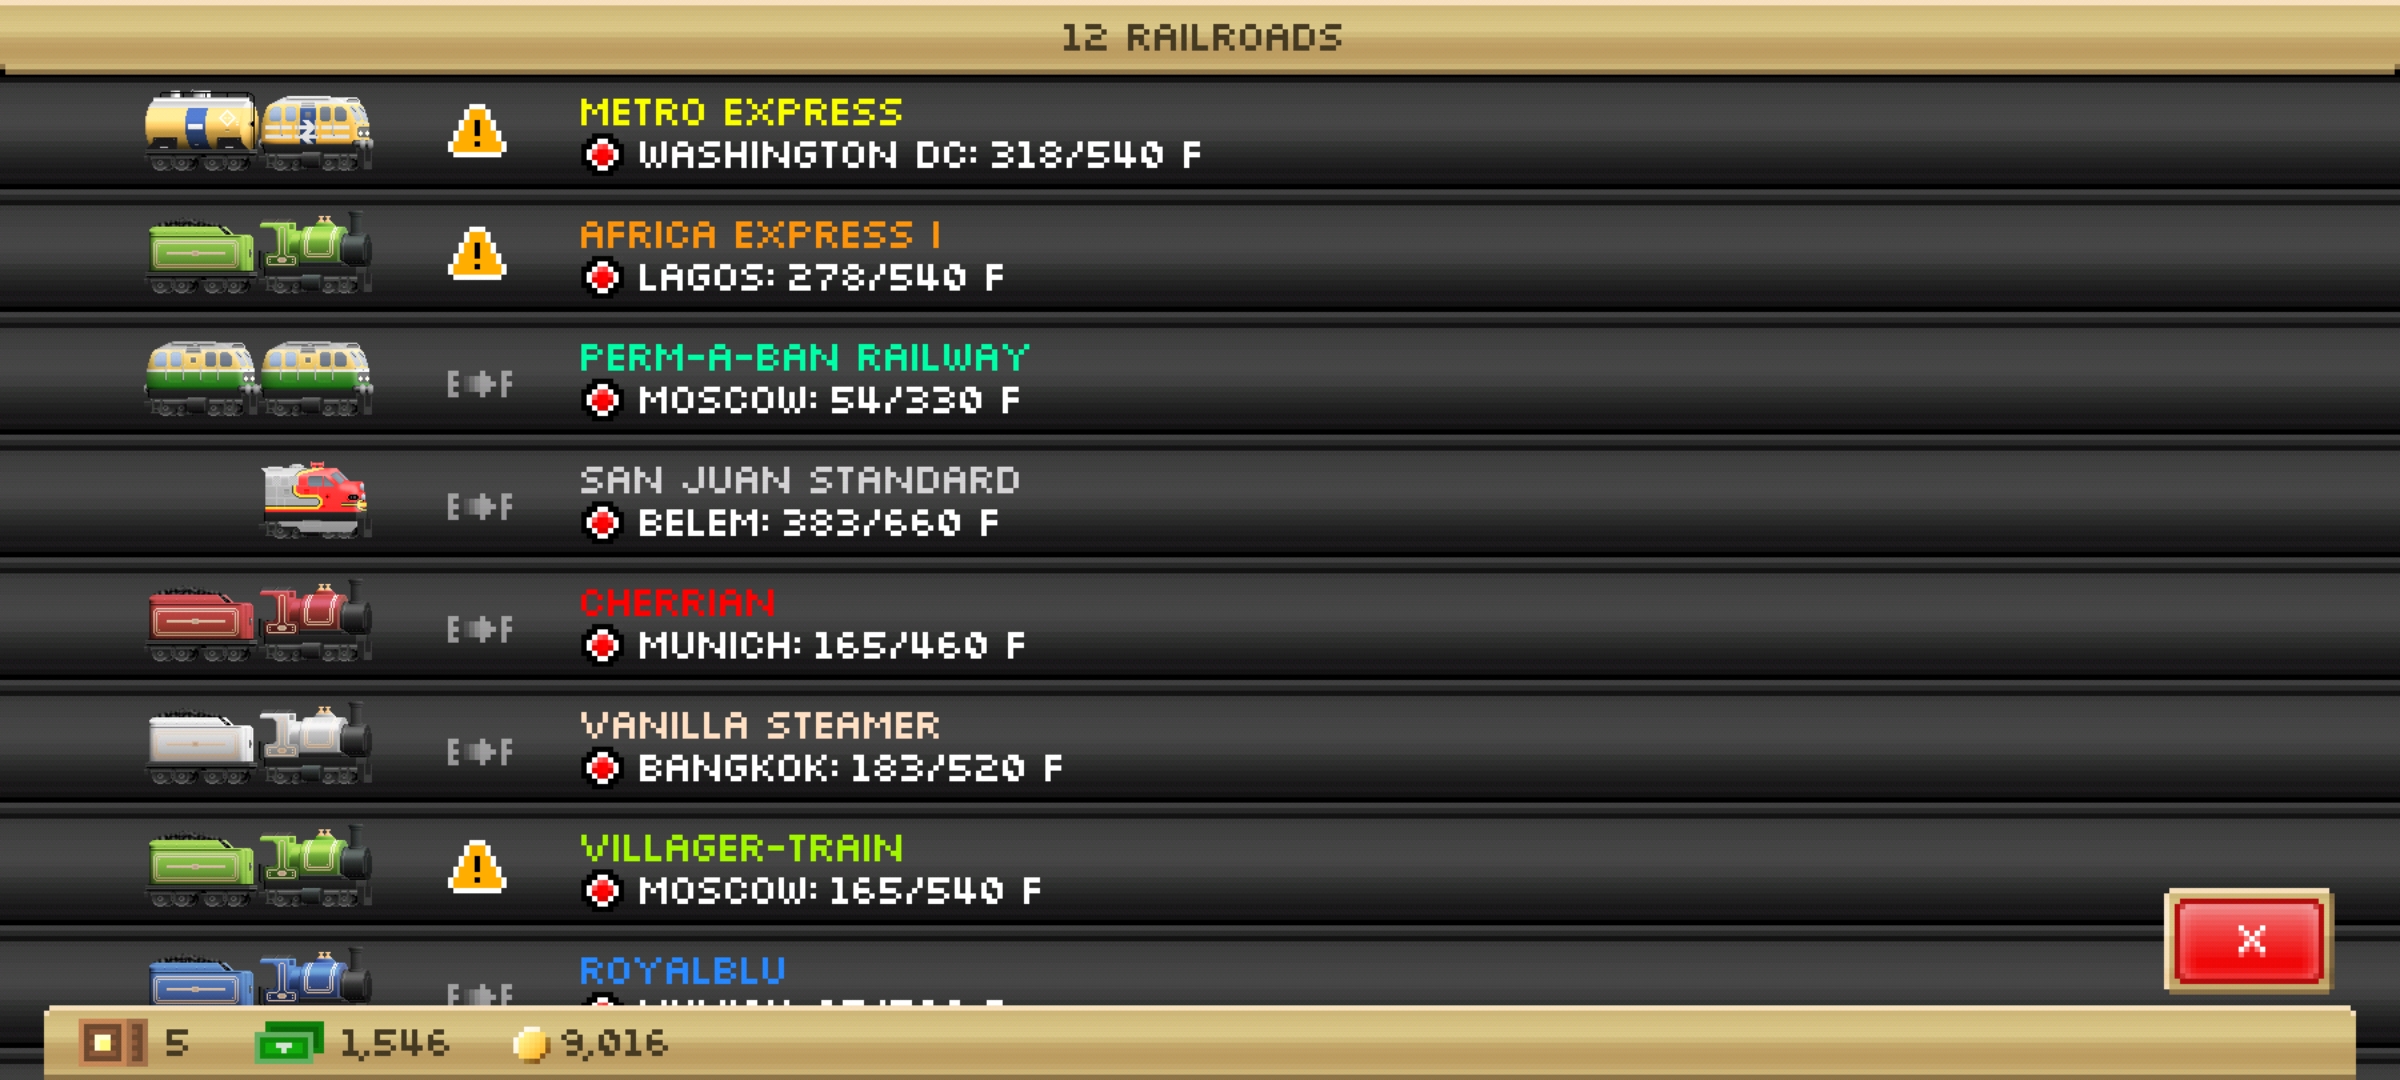 12 RAILROADS
METRO EXPRESS
WASHINGTON DC: 318/540 F
AFRICA EXPRESS I
LAGOS: 278/540 F
PERM-A-BAN RAILWAY
E F
MOSCOW: 54/330 F
SAN JUAN STANDARD
E F
BELEM: 383/660 F
CHERRIAN
E F
MUNICH: 165/460 F
VANILLA STEAMER
E F
BANGKOK: 183/520 F
VILLAGER-TRAIN
MOSCOW: 165/540 F
ROYALBLU
E F
5 1,546 9,016